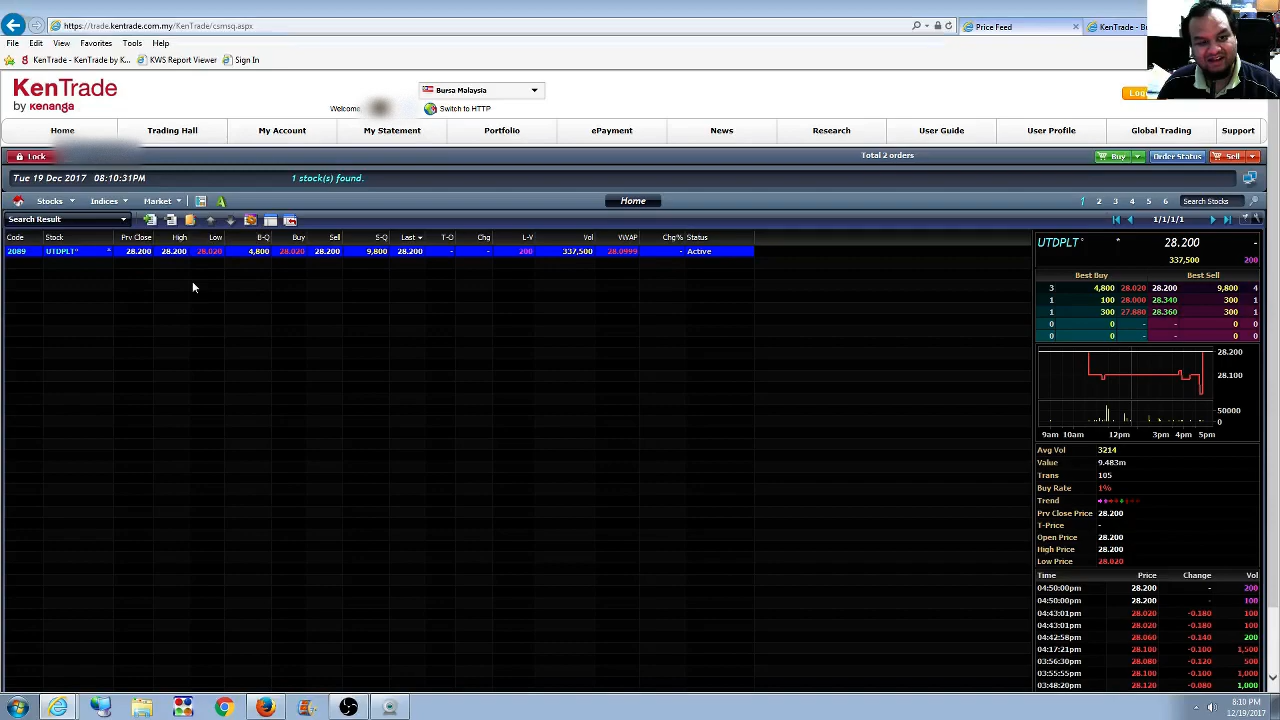 https://trade.kentrade.com.my/KenTrade/csmsq.aspx
Price Feed
KenTrade - B
File Edit View Favorites Tools Help
KenTrade - KenTrade by K... KWS Report Viewer Sign In
KenTrade
by kenanga
Bursa Malaysia
Welcome
Switch to HTTP
Log
Home Trading Hall My Account My Statement Portfolio ePayment News Research User Guide User Profile Global Trading Support
Lock
Total 2 orders
Buy Order Status Sell
Tue 19 Dec 2017 08:10:31PM
1 stock(s) found.
Stocks Indices Market
Home
1 2 3 4 5 6 Search Stocks
Search Result
1/1/1/1
Code Stock Prv Close High Low B-Q Buy Sell S-Q Last T-O Chg L-V Vol VWAP Chg% Status
2089 UTDPLT 28.200 28.200 28.020 4,800 28.020 28.200 9,800 28.200 - - 200 337,500 28.0999 - Active
UTDPLT * 28.200 -
337,500 200
Best Buy Best Sell
3 4,800 28.020 28.200 9,800 4
1 100 28.000 28.340 300 1
1 300 27.880 28.360 300 1
0 0 - - 0 0
0 0 - - 0 0
28.200
28.100
50000
0
9am 10am 12pm 3pm 4pm 5pm
Avg Vol 3214
Value 9.483m
Trans 105
Buy Rate 1%
Trend
Prv Close Price 28.200
T-Price -
Open Price 28.200
High Price 28.200
Low Price 28.020
Time Price Change Vol
04:50:00pm 28.200 - 200
04:50:00pm 28.200 - 100
04:43:01pm 28.020 -0.180 100
04:43:01pm 28.020 -0.180 100
04:42:58pm 28.060 -0.140 200
04:17:21pm 28.100 -0.100 1,500
03:56:30pm 28.080 -0.120 500
03:55:55pm 28.100 -0.100 1,000
03:48:20pm 28.120 -0.080 1,000
8:10 PM
12/19/2017